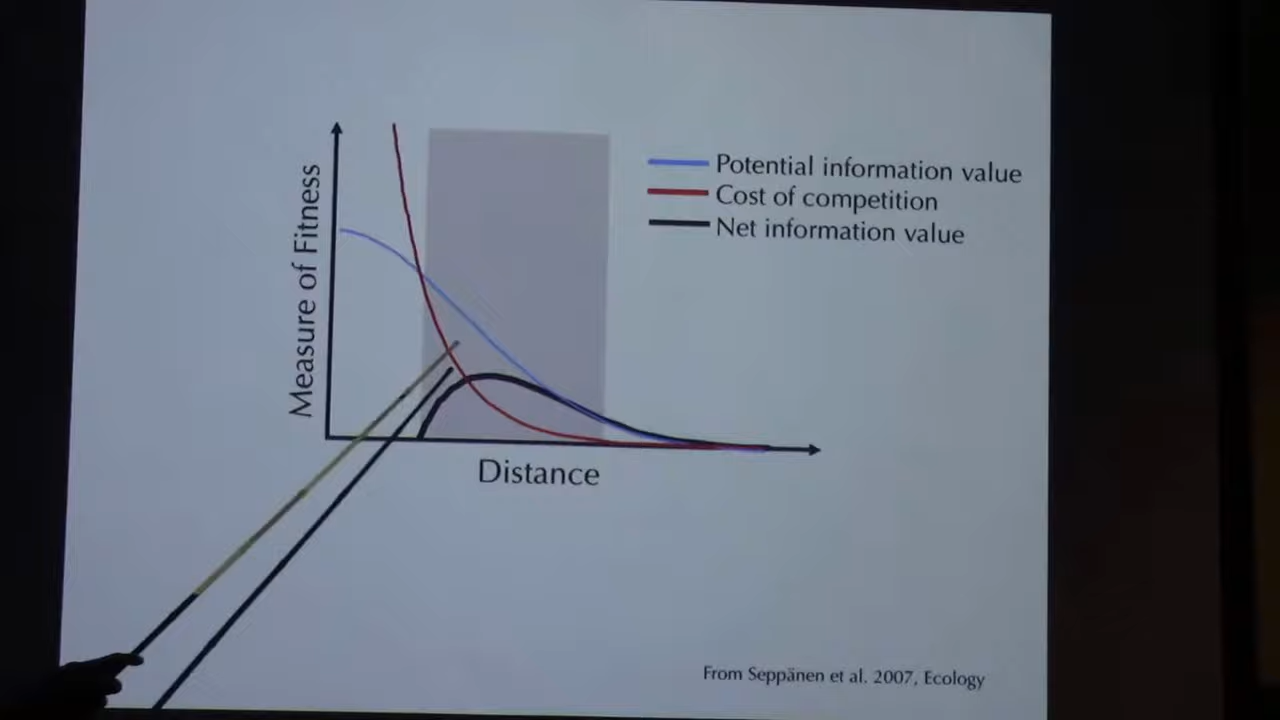 Measure of Fitness
Potential information value
Cost of competition
Net information value
Distance
From Seppänen et al. 2007, Ecology